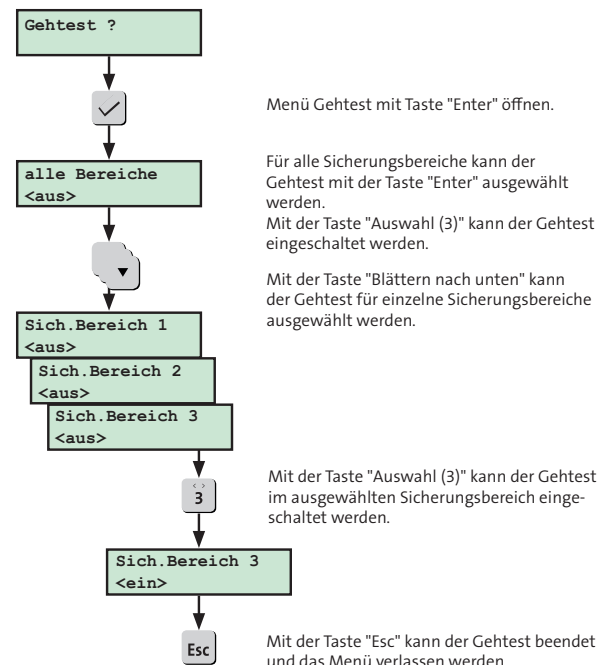 Gehtest ?
Menü Gehtest mit Taste "Enter" öffnen.
alle Bereiche
<aus>
Für alle Sicherungsbereiche kann der
Gehtest mit der Taste "Enter" ausgewählt
werden.
Mit der Taste "Auswahl (3)" kann der Gehtest
eingeschaltet werden.
Mit der Taste "Blättern nach unten" kann
der Gehtest für einzelne Sicherungsbereiche
ausgewählt werden.
Sich.Bereich 1
<aus>
Sich.Bereich 2
<aus>
Sich.Bereich 3
<aus>
< >
3
Mit der Taste "Auswahl (3)" kann der Gehtest
im ausgewählten Sicherungsbereich einge-
schaltet werden.
Sich.Bereich 3
<ein>
Esc
Mit der Taste "Esc" kann der Gehtest beendet
und das Menü verlassen werden